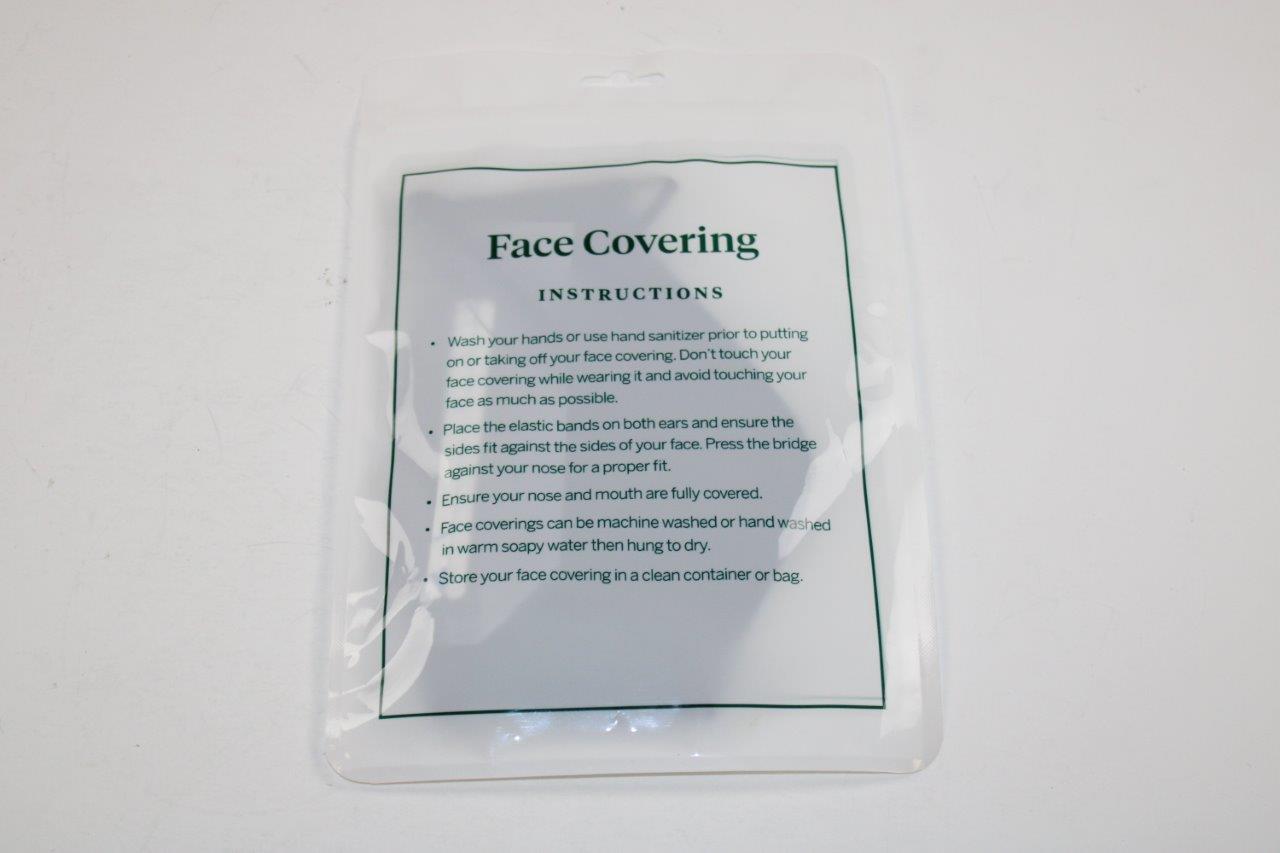 Face Covering
INSTRUCTIONS
• Wash your hands or use hand sanitizer prior to putting
on or taking off your face covering. Don't touch your
face covering while wearing it and avoid touching your
face as much as possible.
• Place the elastic bands on both ears and ensure the
sides fit against the sides of your face. Press the bridge
against your nose for a proper fit.
• Ensure your nose and mouth are fully covered.
• Face coverings can be machine washed or hand washed
in warm soapy water then hung to dry.
• Store your face covering in a clean container or bag.